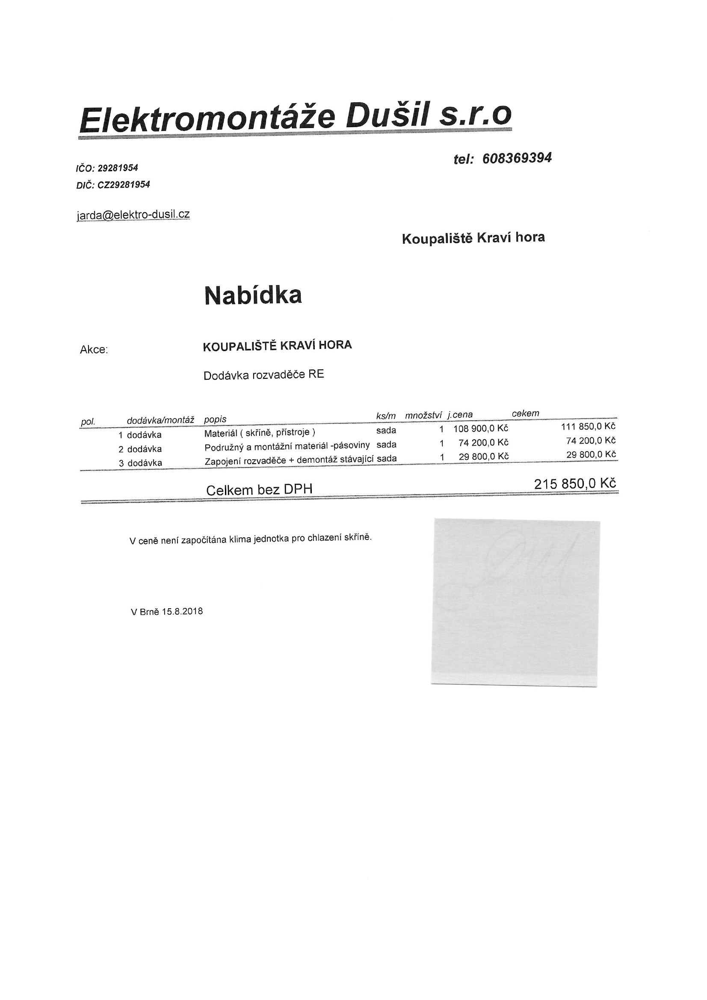 Elektromontáže Dušil s.r.o
tel: 608369394
IČO: 29281954
DIČ: CZ29281954
jarda@elektro-dusil.cz
Koupaliště Kraví hora
Nabídka
Akce: KOUPALIŠTĚ KRAVÍ HORA
Dodávka rozvaděče RE
pol. dodávka/montáž popis ks/m množství j.cena cekem
1 dodávka Materiál ( skříně, přístroje ) sada 1 108 900,0 Kč 111 850,0 Kč
2 dodávka Podružný a montážní materiál -pásoviny sada 1 74 200,0 Kč 74 200,0 Kč
3 dodávka Zapojení rozvaděče + demontáž stávající sada 1 29 800,0 Kč 29 800,0 Kč
Celkem bez DPH 215 850,0 Kč
V ceně není započítána klima jednotka pro chlazení skříně.
V Brně 15.8.2018